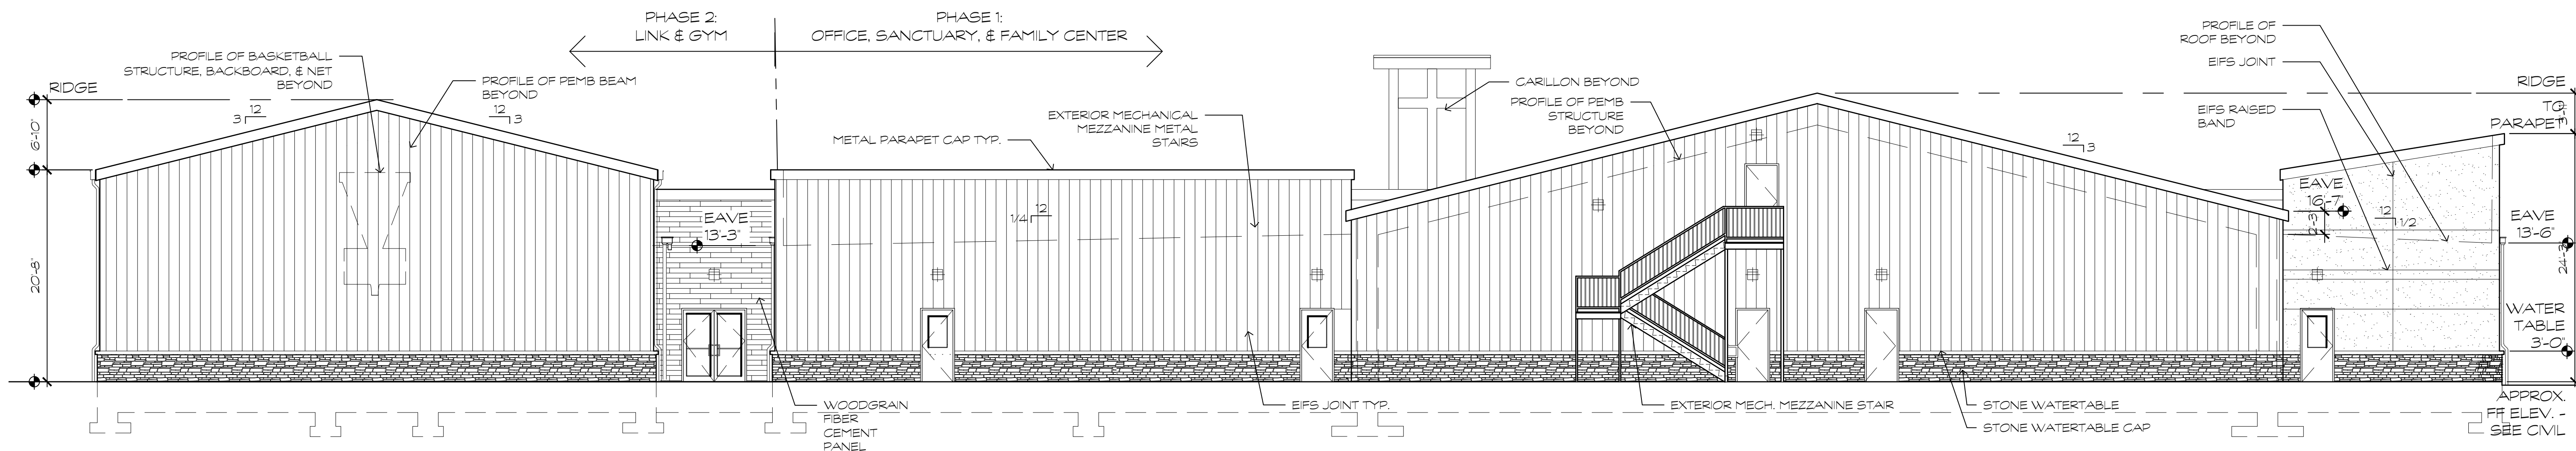 PHASE 2:
LINK & GYM
PHASE 1:
OFFICE, SANCTUARY, & FAMILY CENTER
PROFILE OF BASKETBALL
STRUCTURE, BACKBOARD, & NET
BEYOND
RIDGE
PROFILE OF PEMB BEAM
BEYOND
12
3
12
3
6'-10"
20'-8"
EAVE
13'-3"
METAL PARAPET CAP TYP.
EXTERIOR MECHANICAL
MEZZANINE METAL
STAIRS
1/4
12
CARILLON BEYOND
PROFILE OF PEMB
STRUCTURE
BEYOND
12
3
PROFILE OF
ROOF BEYOND
EIFS JOINT
EIFS RAISED
BAND
RIDGE
TO
PARAPET
EAVE
16'-7"
2'-3"
12
1/2
EAVE
13'-6"
WATER
TABLE
3'-0"
APPROX.
FF ELEV. -
SEE CIVIL
WOODGRAIN
FIBER
CEMENT
PANEL
EIFS JOINT TYP.
EXTERIOR MECH. MEZZANINE STAIR
STONE WATERTABLE
STONE WATERTABLE CAP